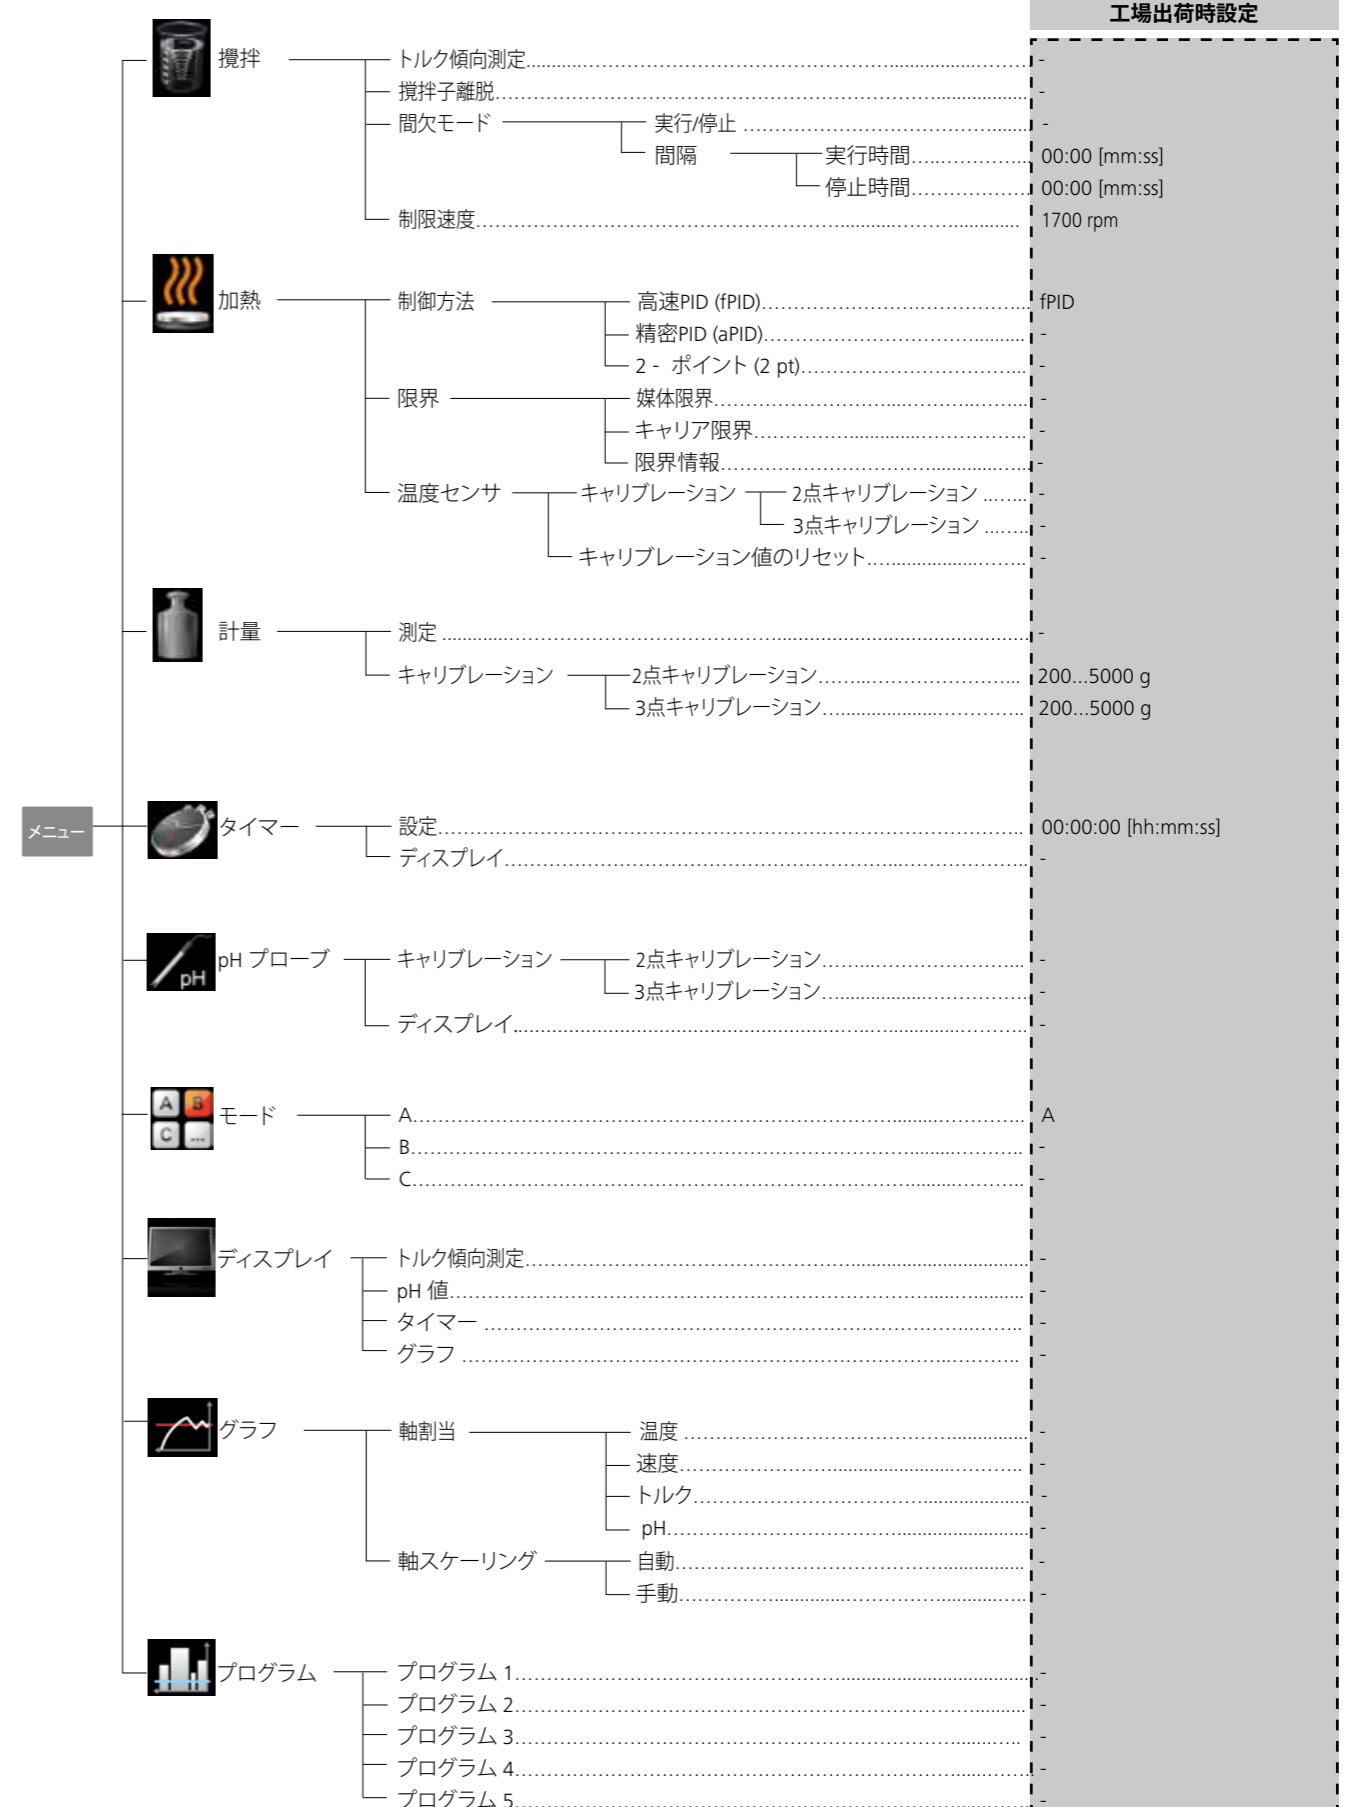 工場出荷時設定
攪拌 トルク傾向測定 -
撹拌子離脱 -
間欠モード 実行/停止 -
間隔 実行時間 00:00 [mm:ss]
停止時間 00:00 [mm:ss]
制限速度 1700 rpm
加熱 制御方法 高速PID (fPID) fPID
精密PID (aPID) -
2 - ポイント (2 pt) -
限界 媒体限界 -
キャリア限界 -
限界情報 -
温度センサ キャリブレーション 2点キャリブレーション -
3点キャリブレーション -
キャリブレーション値のリセット -
計量 測定 -
キャリブレーション 2点キャリブレーション 200...5000 g
3点キャリブレーション 200...5000 g
メニュー タイマー 設定 00:00:00 [hh:mm:ss]
ディスプレイ -
pH
pH プローブ キャリブレーション 2点キャリブレーション -
3点キャリブレーション -
ディスプレイ -
A B
C ...
モード A A
B -
C -
ディスプレイ トルク傾向測定 -
pH 値 -
タイマー -
グラフ -
グラフ 軸割当 温度 -
速度 -
トルク -
pH -
軸スケーリング 自動 -
手動 -
プログラム プログラム 1 -
プログラム 2 -
プログラム 3 -
プログラム 4 -
プログラム 5 -